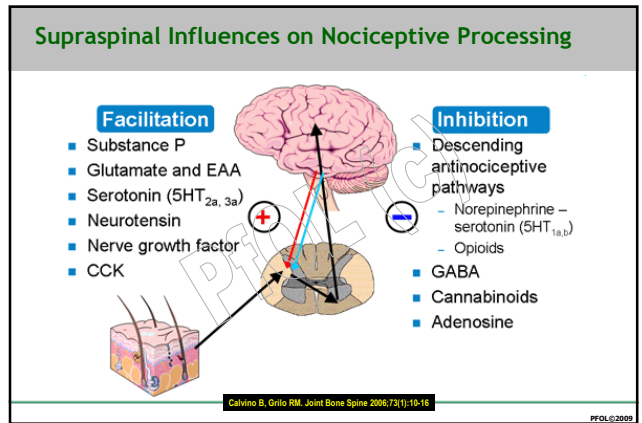 Supraspinal Influences on Nociceptive Processing
Facilitation
Substance P
Glutamate and EAA
Serotonin (5HT2a, 3a)
Neurotensin
Nerve growth factor
CCK
+
Inhibition
Descending
antinociceptive
pathways
– Norepinephrine –
serotonin (5HT1a,b)
– Opioids
GABA
Cannabinoids
Adenosine
–
PfOL (c)
Calvino B, Grilo RM. Joint Bone Spine 2006;73(1):10-16
PFOL©2009